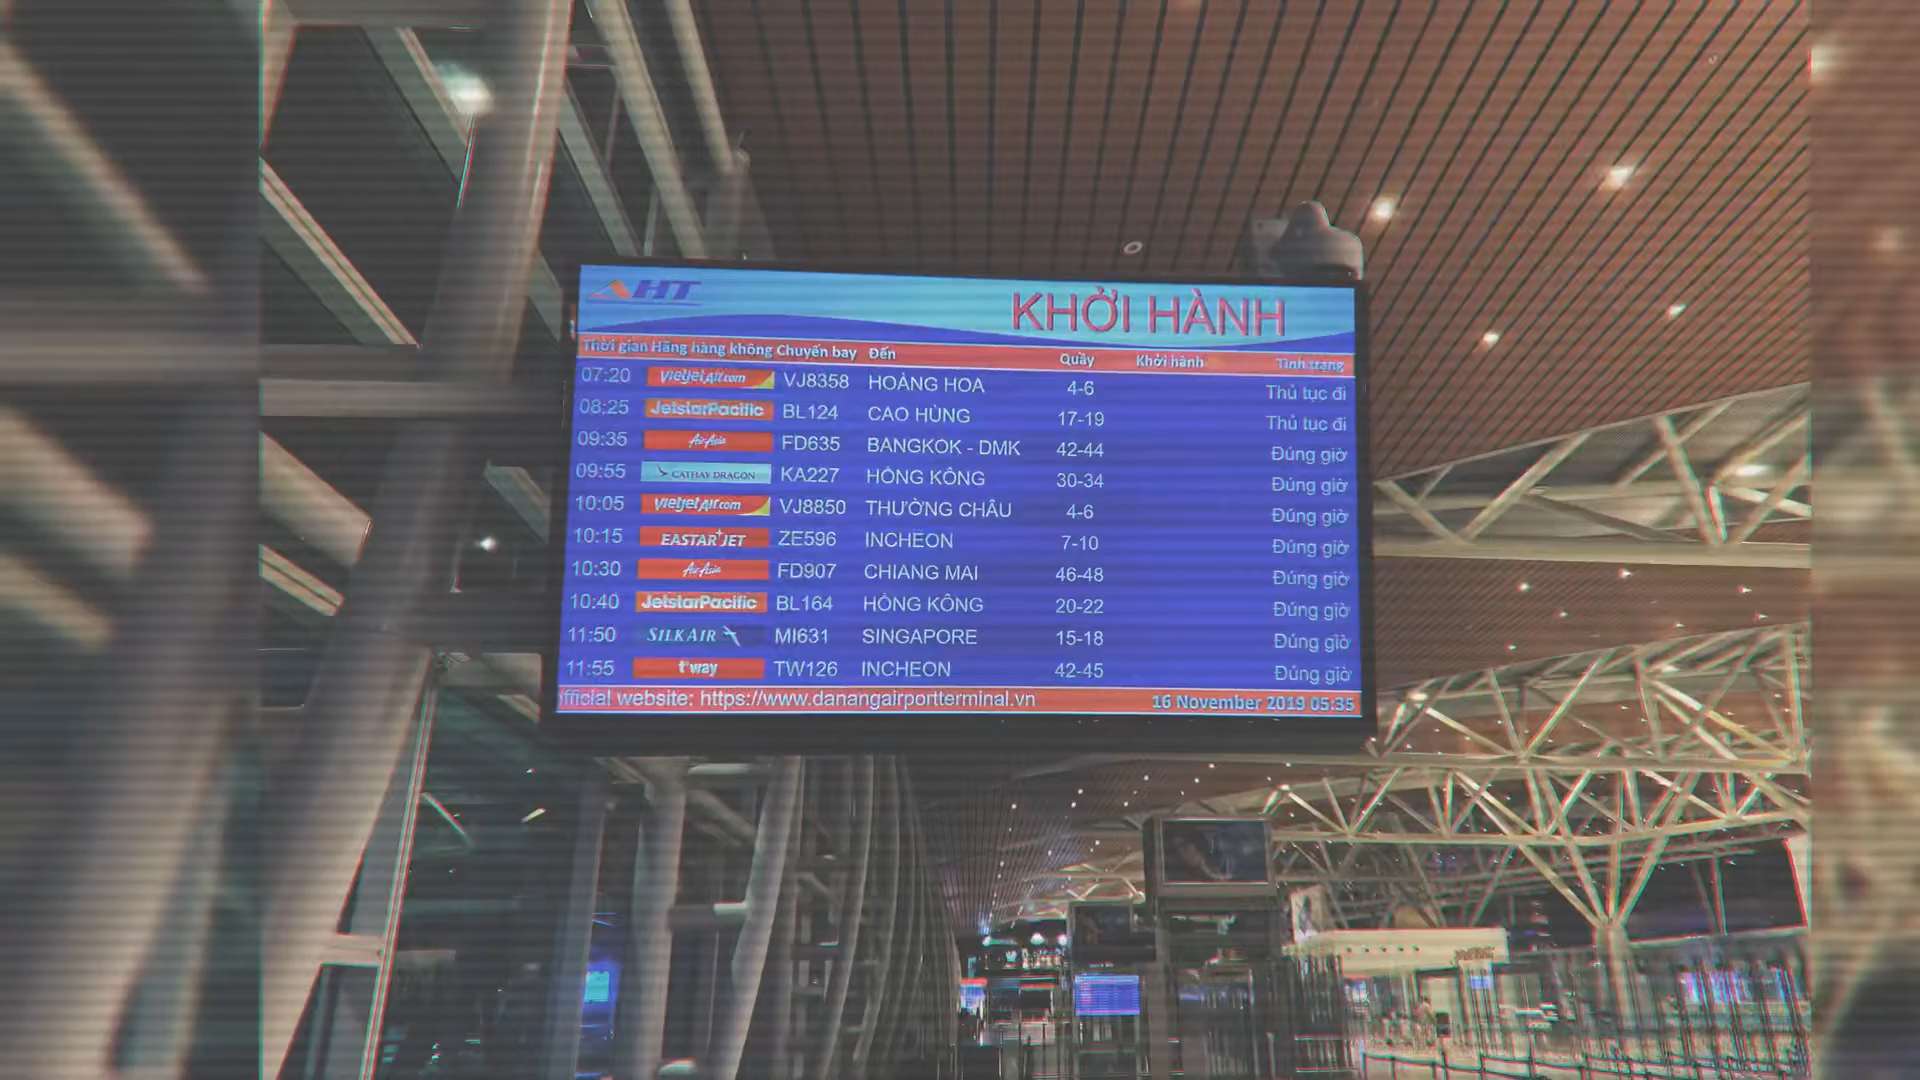 AHT KHỞI HÀNH
Thời gian Hãng hàng không Chuyến bay Đến Quầy Khởi hành Tình trạng
07:20 vietjetAir.com VJ8358 HOÀNG HOA 4-6 Thủ tục đi
08:25 JetstarPacific BL124 CAO HÙNG 17-19 Thủ tục đi
09:35 AirAsia FD635 BANGKOK - DMK 42-44 Đúng giờ
09:55 CATHAY DRAGON KA227 HỒNG KÔNG 30-34 Đúng giờ
10:05 vietjetAir.com VJ8850 THƯỜNG CHÂU 4-6 Đúng giờ
10:15 EASTAR JET ZE596 INCHEON 7-10 Đúng giờ
10:30 AirAsia FD907 CHIANG MAI 46-48 Đúng giờ
10:40 JetstarPacific BL164 HỒNG KÔNG 20-22 Đúng giờ
11:50 SILKAIR MI631 SINGAPORE 15-18 Đúng giờ
11:55 t'way TW126 INCHEON 42-45 Đúng giờ
official website: https://www.danangairportterminal.vn 16 November 2019 05:35